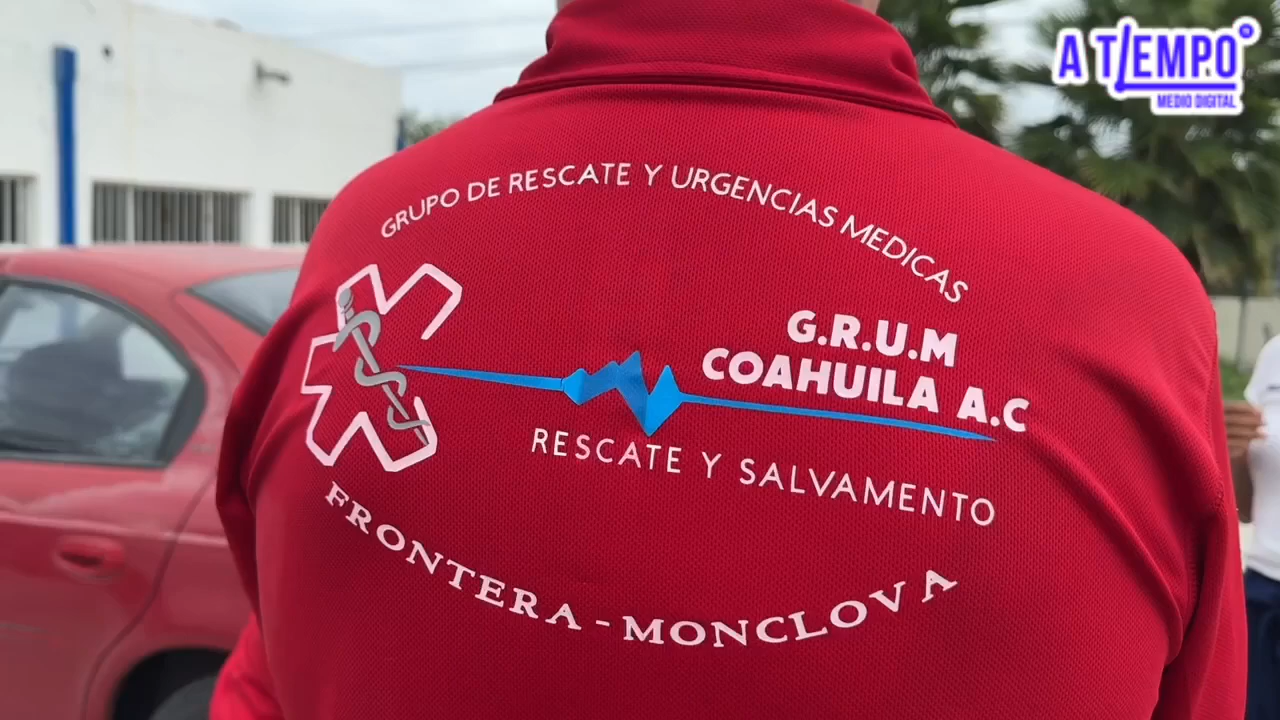 A TIEMPO
MEDIO DIGITAL
GRUPO DE RESCATE Y URGENCIAS MEDICAS
G.R.U.M
COAHUILA A.C
RESCATE Y SALVAMENTO
FRONTERA - MONCLOVA